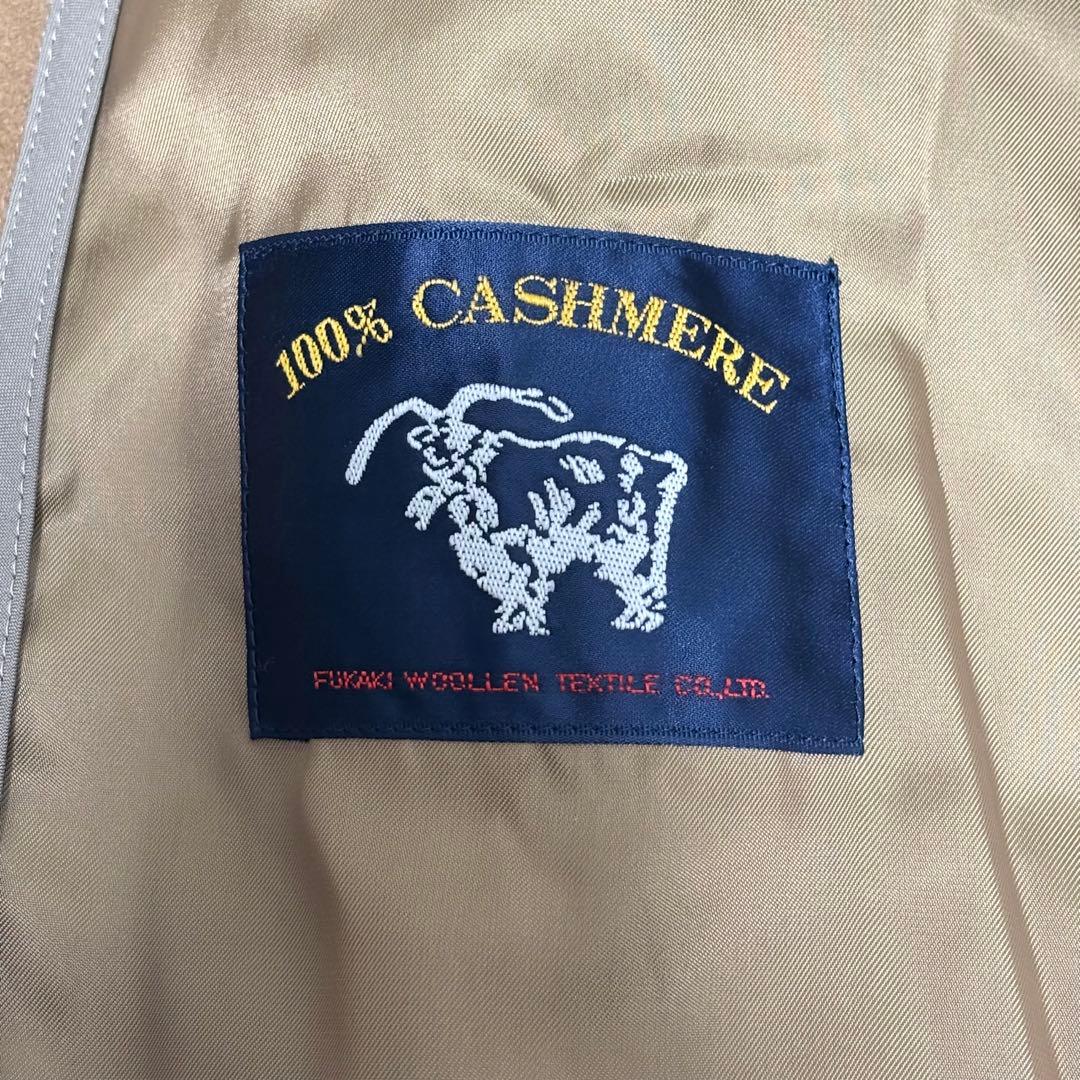 100% CASHMERE
FUKAKI WOOLLEN TEXTILE CO.,LTD.